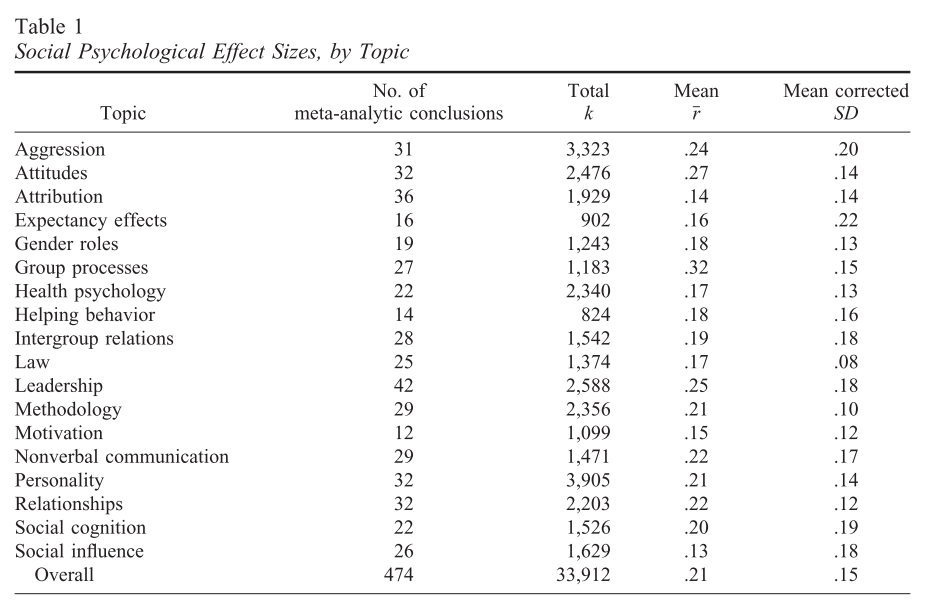 Table 1
Social Psychological Effect Sizes, by Topic
No. of Total Mean Mean corrected
Topic meta-analytic conclusions k r̄ SD
Aggression 31 3,323 .24 .20
Attitudes 32 2,476 .27 .14
Attribution 36 1,929 .14 .14
Expectancy effects 16 902 .16 .22
Gender roles 19 1,243 .18 .13
Group processes 27 1,183 .32 .15
Health psychology 22 2,340 .17 .13
Helping behavior 14 824 .18 .16
Intergroup relations 28 1,542 .19 .18
Law 25 1,374 .17 .08
Leadership 42 2,588 .25 .18
Methodology 29 2,356 .21 .10
Motivation 12 1,099 .15 .12
Nonverbal communication 29 1,471 .22 .17
Personality 32 3,905 .21 .14
Relationships 32 2,203 .22 .12
Social cognition 22 1,526 .20 .19
Social influence 26 1,629 .13 .18
Overall 474 33,912 .21 .15